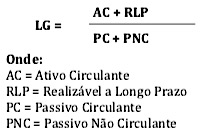 LG = AC + RLP
PC + PNC
Onde:
AC = Ativo Circulante
RLP = Realizável a Longo Prazo
PC = Passivo Circulante
PNC = Passivo Não Circulante